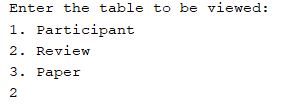 Enter the table to be viewed:
1. Participant
2. Review
3. Paper
2